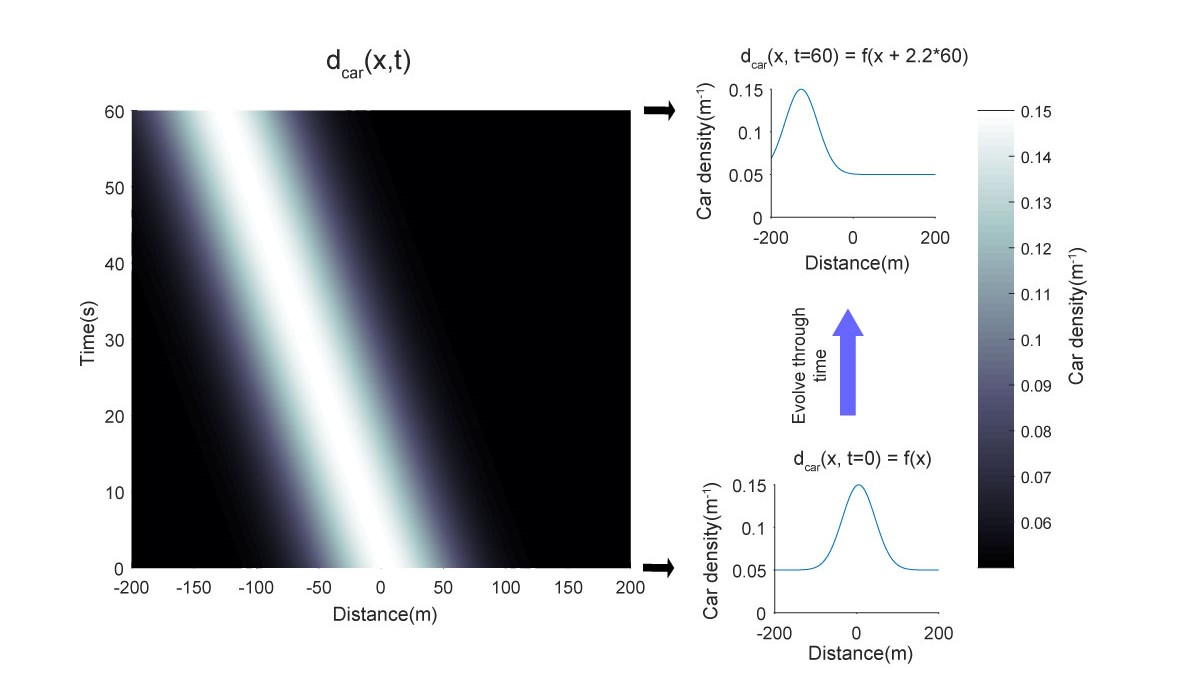 d_car(x,t)
60
50
40
30
20
10
0
Time(s)
-200 -150 -100 -50 0 50 100 150 200
Distance(m)
d_car(x, t=60) = f(x + 2.2*60)
0.15
0.1
0.05
0
Car density(m⁻¹)
-200 0 200
Distance(m)
Evolve through
time
d_car(x, t=0) = f(x)
0.15
0.1
0.05
0
Car density(m⁻¹)
-200 0 200
Distance(m)
0.15
0.14
0.13
0.12
0.11
0.1
0.09
0.08
0.07
0.06
Car density(m⁻¹)